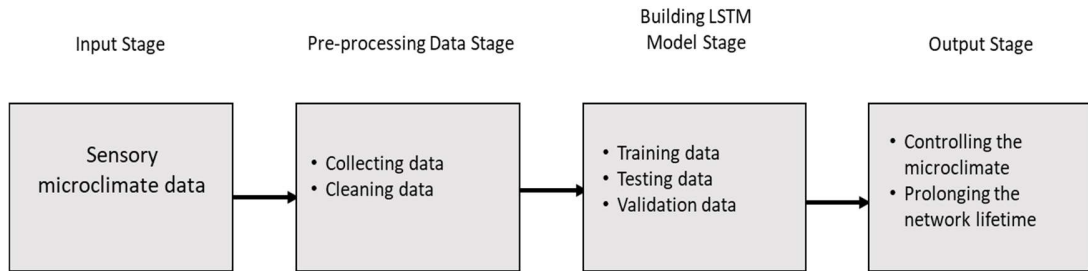 Input Stage
Pre-processing Data Stage
Building LSTM
Model Stage
Output Stage
Sensory
microclimate data
• Collecting data
• Cleaning data
• Training data
• Testing data
• Validation data
• Controlling the
microclimate
• Prolonging the
network lifetime